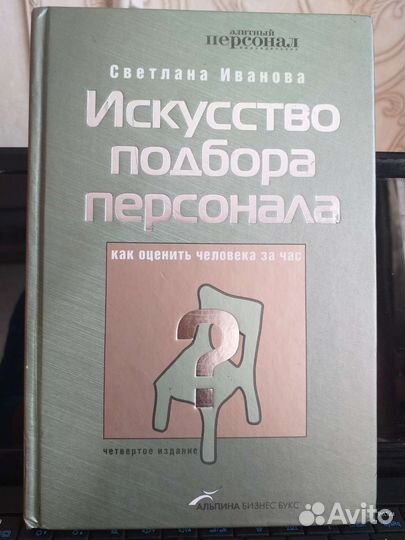 элитный
персонал
Светлана Иванова
Искусство
подбора
персонала
как оценить человека за час
?
четвертое издание
АЛЬПИНА БИЗНЕС БУКС
Avito